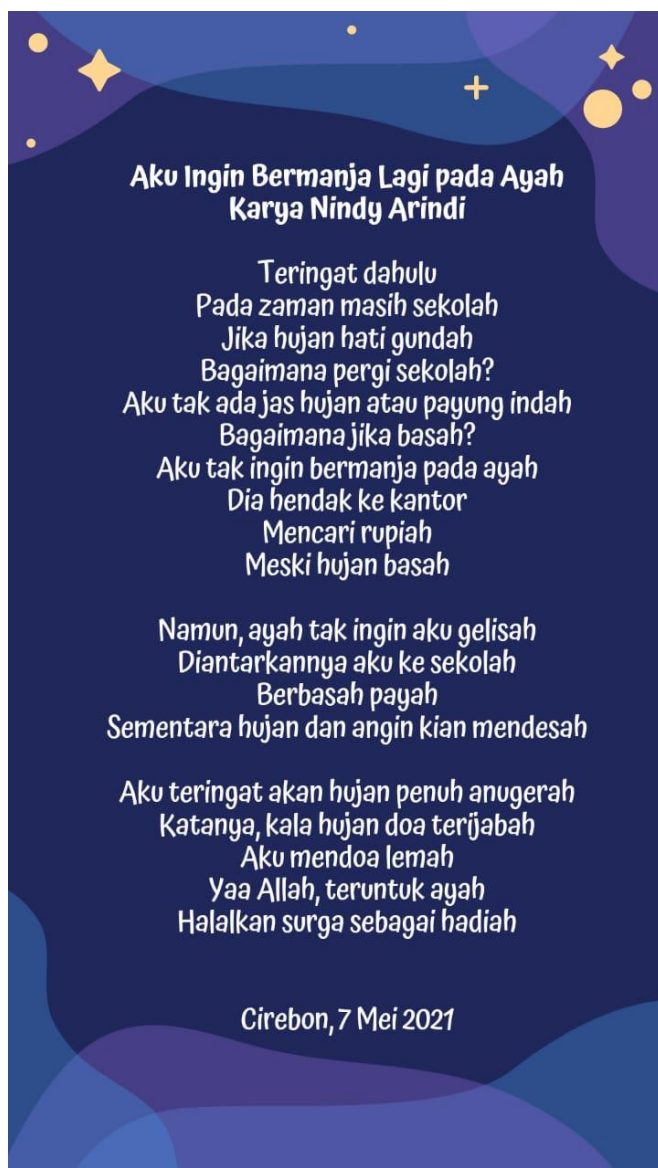 Aku Ingin Bermanja Lagi pada Ayah
Karya Nindy Arindi
Teringat dahulu
Pada zaman masih sekolah
Jika hujan hati gundah
Bagaimana pergi sekolah?
Aku tak ada jas hujan atau payung indah
Bagaimana jika basah?
Aku tak ingin bermanja pada ayah
Dia hendak ke kantor
Mencari rupiah
Meski hujan basah
Namun, ayah tak ingin aku gelisah
Diantarkannya aku ke sekolah
Berbasah payah
Sementara hujan dan angin kian mendesah
Aku teringat akan hujan penuh anugerah
Katanya, kala hujan doa terijabah
Aku mendoa lemah
Yaa Allah, teruntuk ayah
Halalkan surga sebagai hadiah
Cirebon, 7 Mei 2021